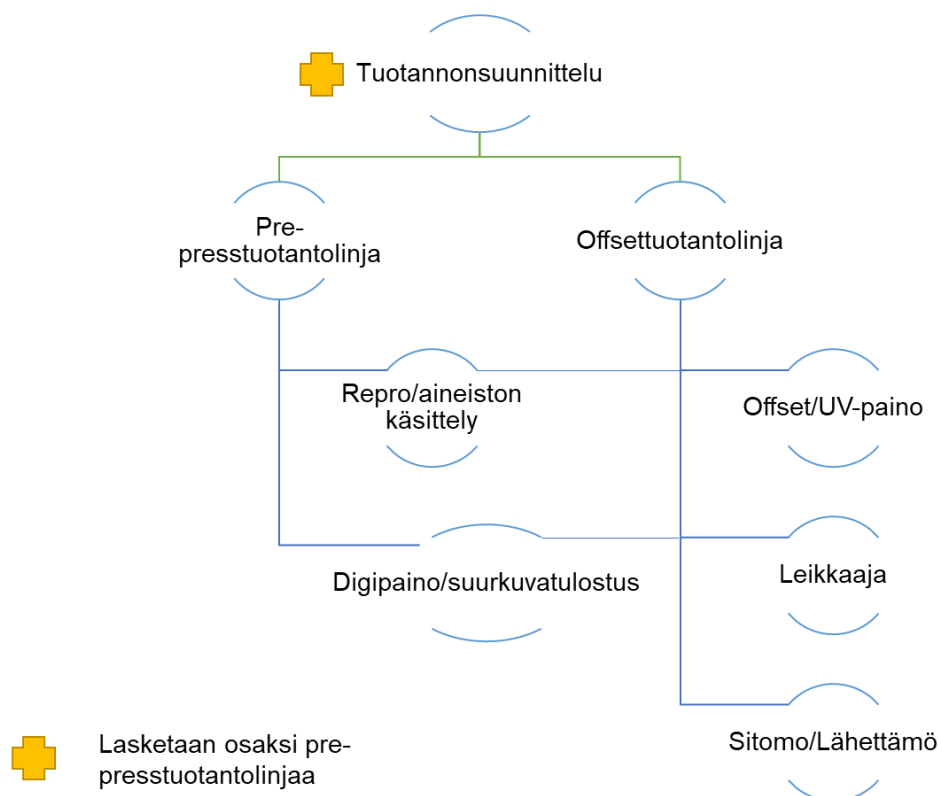 Tuotannonsuunnittelu
Pre-
presstuotantolinja
Offsettuotantolinja
Repro/aineiston
käsittely
Offset/UV-paino
Digipaino/suurkuvatulostus
Leikkaaja
Sitomo/Lähettämö
Lasketaan osaksi pre-
presstuotantolinjaa